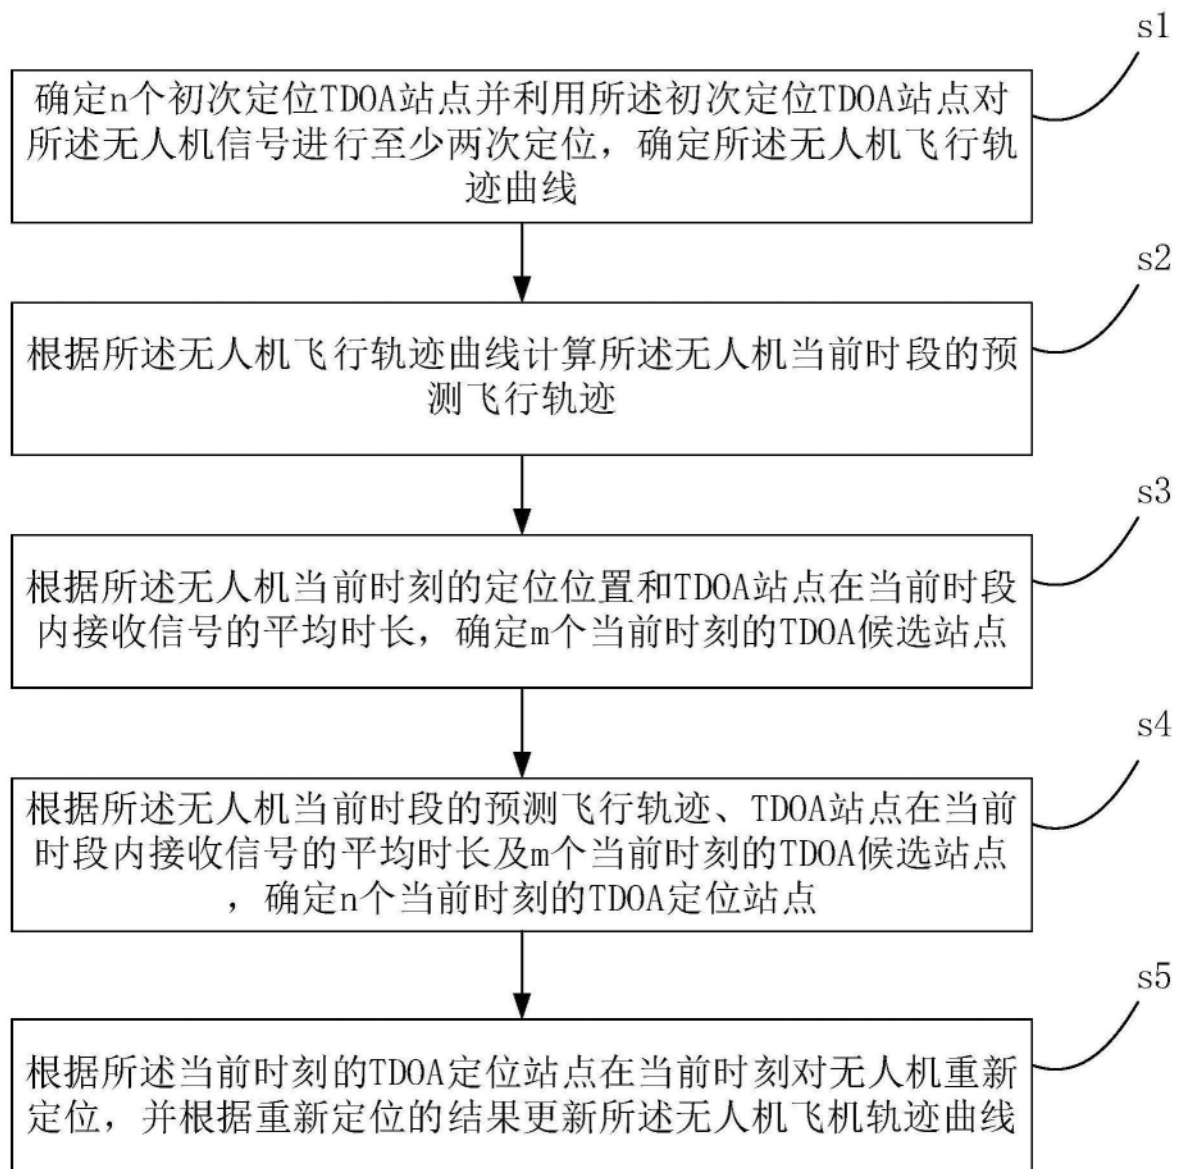 s1
确定n个初次定位TDOA站点并利用所述初次定位TDOA站点对
所述无人机信号进行至少两次定位，确定所述无人机飞行轨
迹曲线
s2
根据所述无人机飞行轨迹曲线计算所述无人机当前时段的预
测飞行轨迹
s3
根据所述无人机当前时刻的定位位置和TDOA站点在当前时段
内接收信号的平均时长，确定m个当前时刻的TDOA候选站点
s4
根据所述无人机当前时段的预测飞行轨迹、TDOA站点在当前
时段内接收信号的平均时长及m个当前时刻的TDOA候选站点
，确定n个当前时刻的TDOA定位站点
s5
根据所述当前时刻的TDOA定位站点在当前时刻对无人机重新
定位，并根据重新定位的结果更新所述无人机飞机轨迹曲线